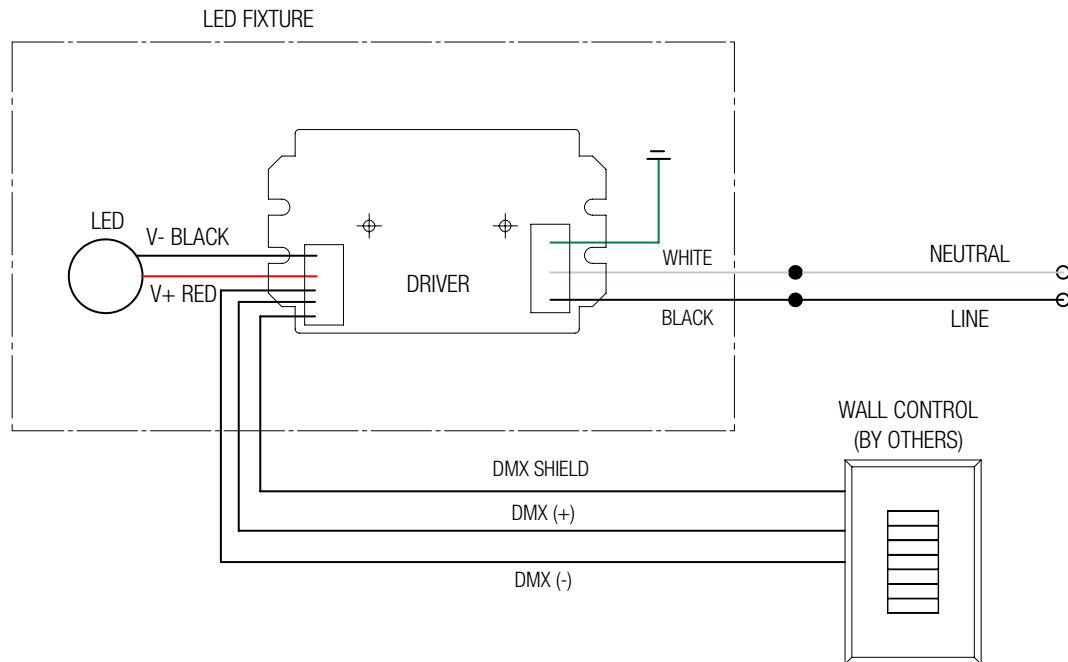 LED FIXTURE
LED
V- BLACK
V+ RED
DRIVER
WHITE
BLACK
NEUTRAL
LINE
WALL CONTROL
(BY OTHERS)
DMX SHIELD
DMX (+)
DMX (-)